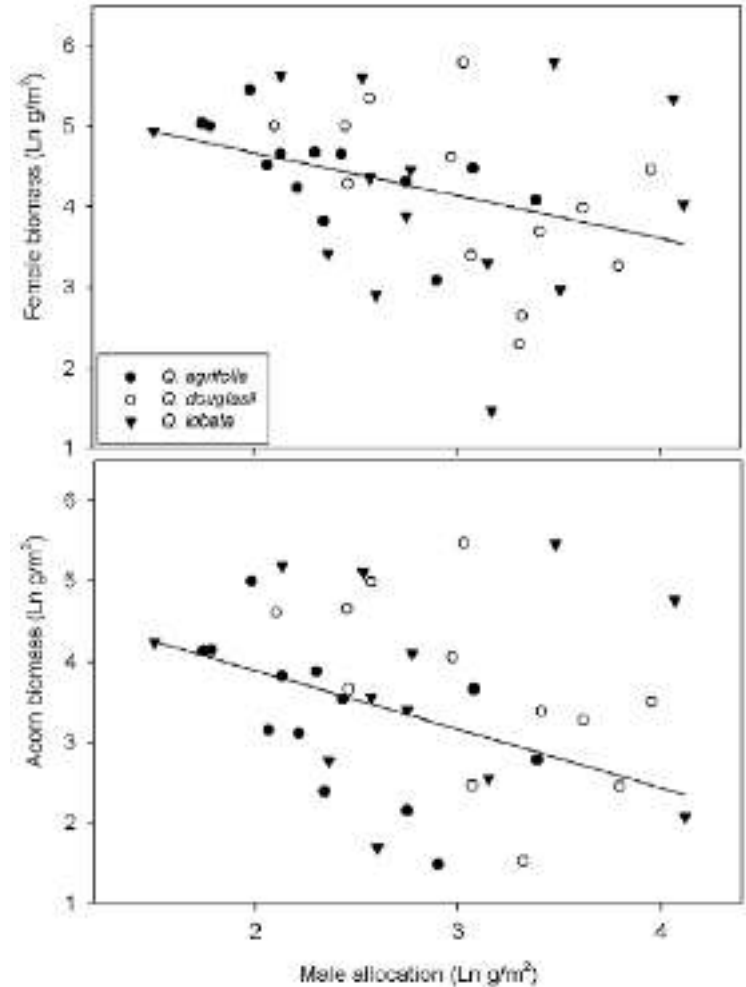 6
5
4
3
2
1
Female biomass (Ln g/m²)
Q. agrifolia
Q. douglasii
Q. lobata
6
5
4
3
2
1
Acorn biomass (Ln g/m²)
2 3 4
Male allocation (Ln g/m²)